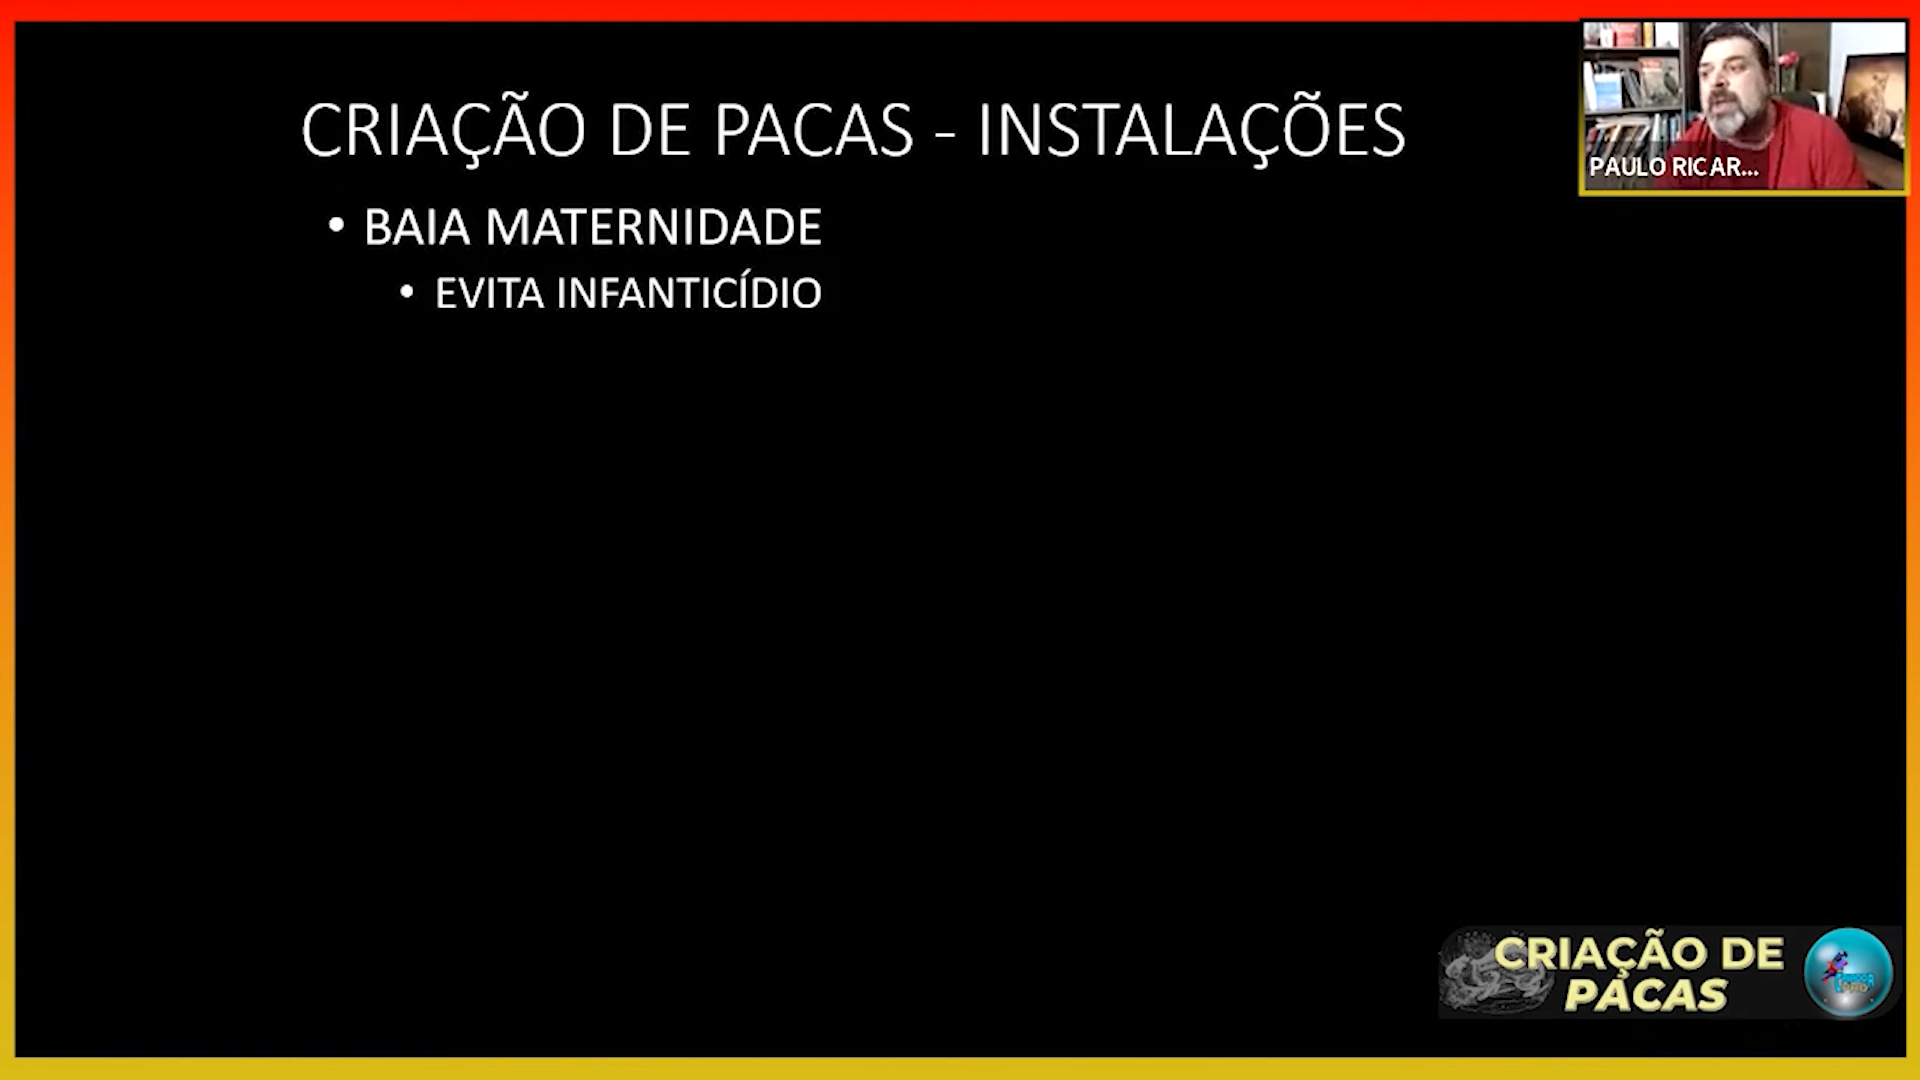 CRIAÇÃO DE PACAS - INSTALAÇÕES
• BAIA MATERNIDADE
• EVITA INFANTICÍDIO
PAULO RICAR...
CRIAÇÃO DE
PACAS